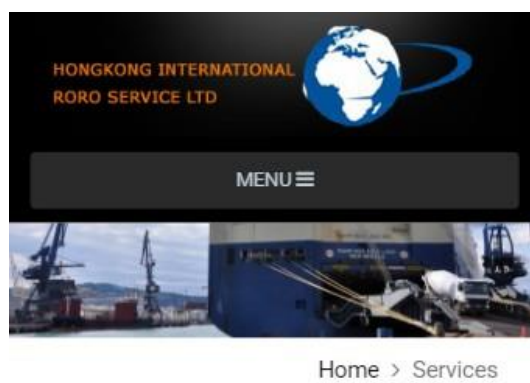 HONGKONG INTERNATIONAL
RORO SERVICE LTD
MENU
Home > Services